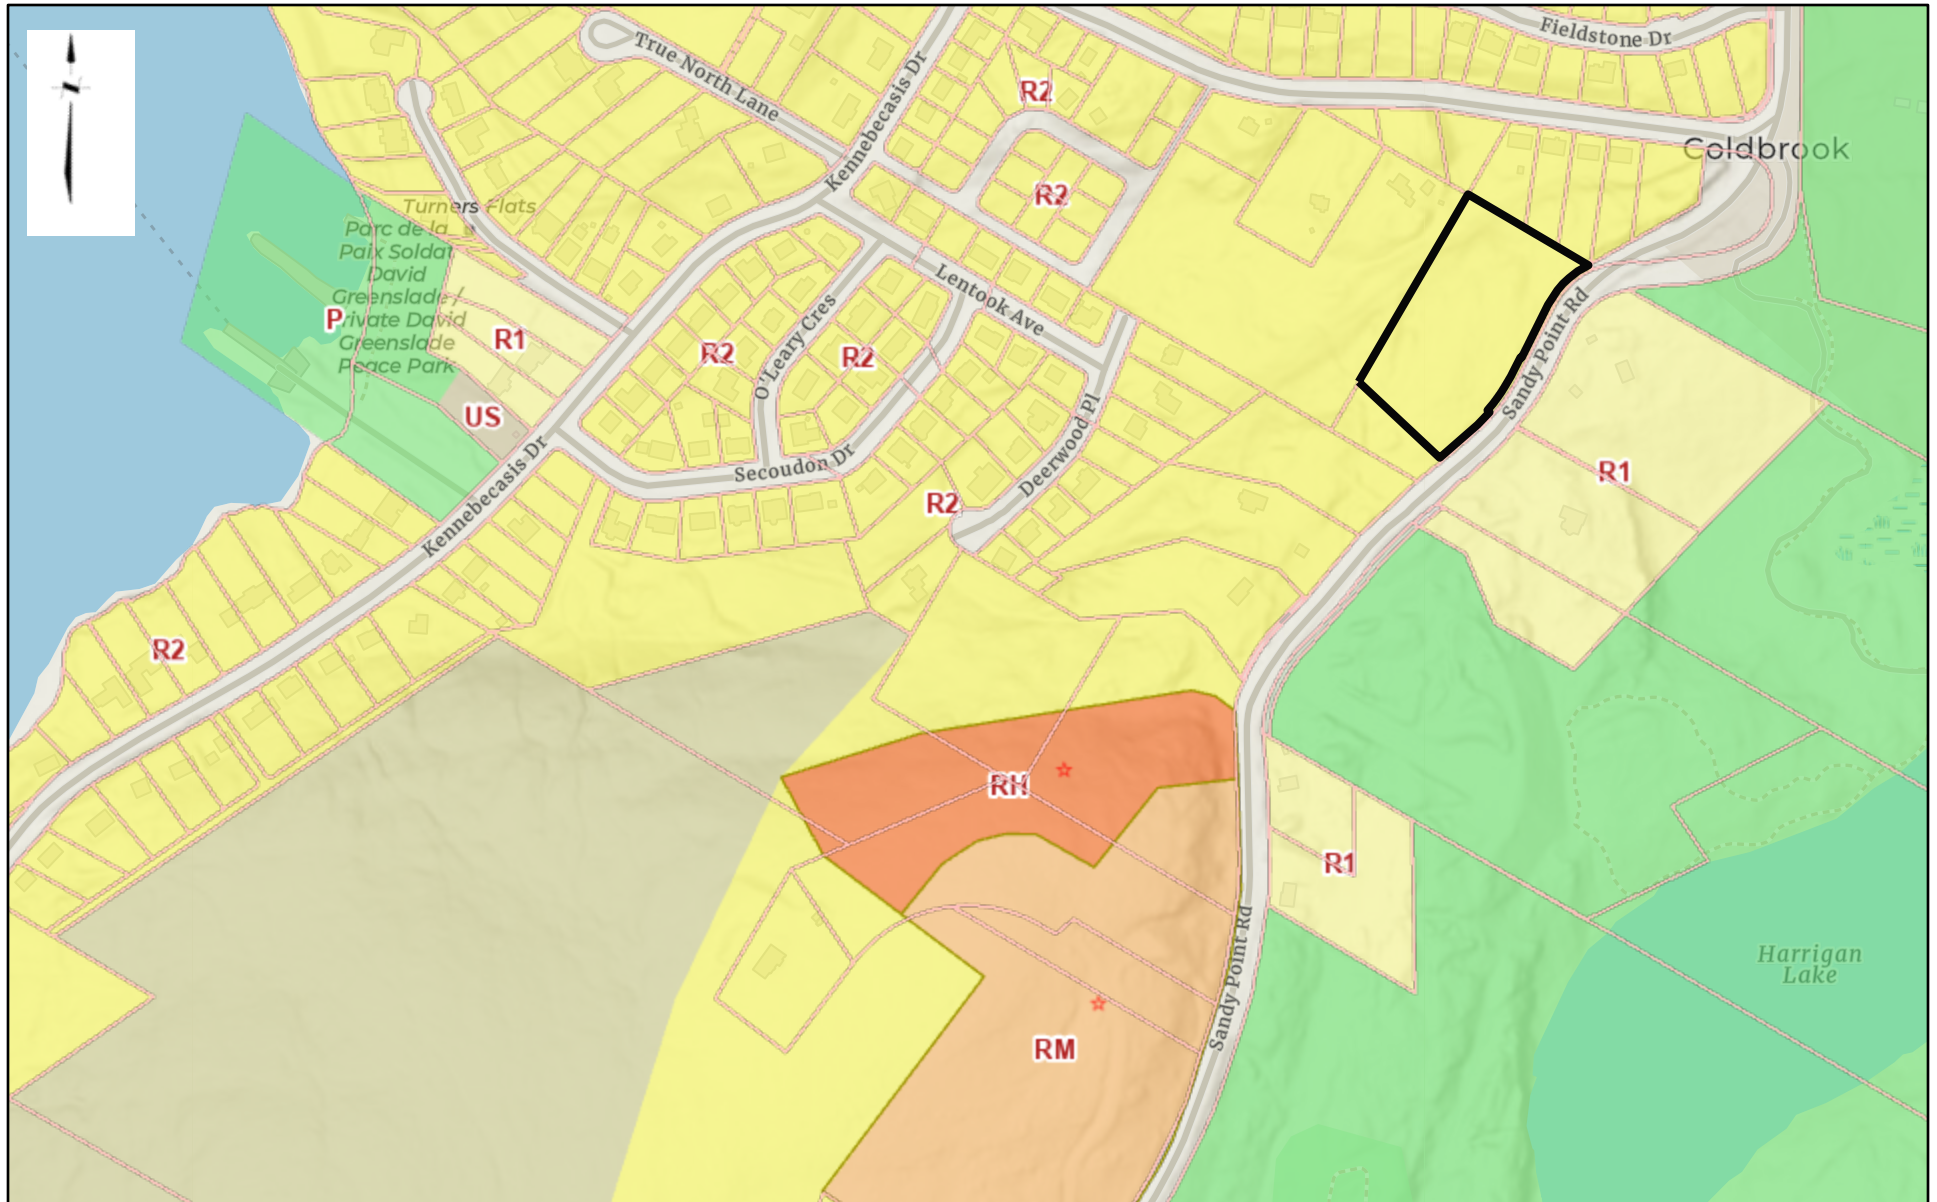 Fieldstone Dr
True North Lane
Kennebecasis Dr
R2
Coldbrook
R2
Turners Flats
Parc de la
Paix Soldat
David
Greenslade /
Private David
Greenslade
Peace Park
P
R1
Lentook Ave
O'Leary Cres
R2
R2
Sandy Point Rd
US
Deerwood Pl
Secoudon Dr
R1
R2
Kennebecasis Dr
R2
RH
R1
Sandy Point Rd
Harrigan
Lake
RM